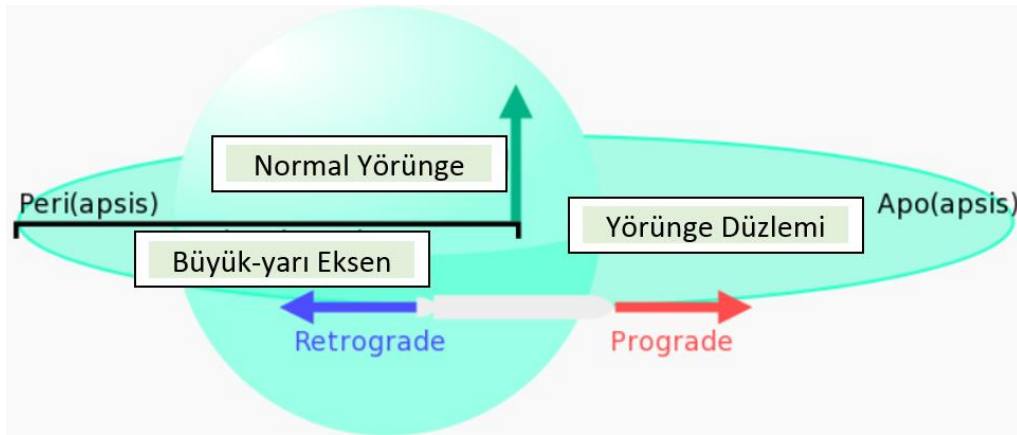 Normal Yörünge
Peri(apsis)
Apo(apsis)
Yörünge Düzlemi
Büyük-yarı Eksen
Retrograde
Prograde